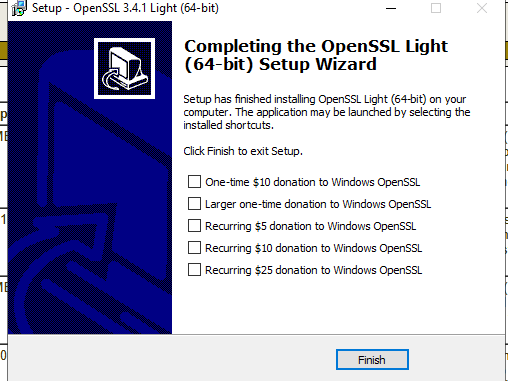 Setup - OpenSSL 3.4.1 Light (64-bit)
Completing the OpenSSL Light
(64-bit) Setup Wizard
Setup has finished installing OpenSSL Light (64-bit) on your
computer. The application may be launched by selecting the
installed shortcuts.
Click Finish to exit Setup.
One-time $10 donation to Windows OpenSSL
Larger one-time donation to Windows OpenSSL
Recurring $5 donation to Windows OpenSSL
Recurring $10 donation to Windows OpenSSL
Recurring $25 donation to Windows OpenSSL
Finish